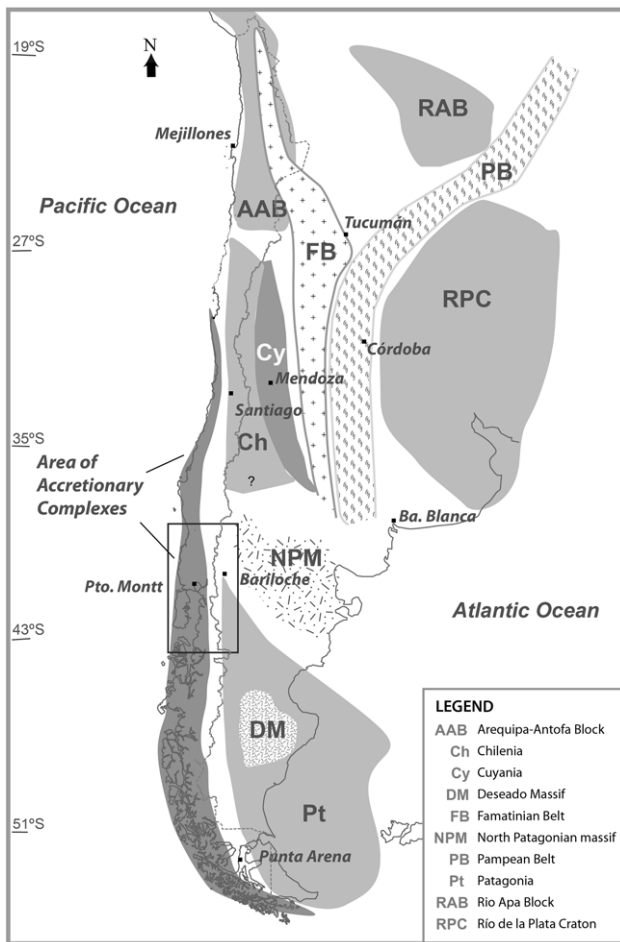 19ºS
N
Mejillones
RAB
PB
Pacific Ocean
AAB
Tucumán
27ºS
FB
RPC
Cy
Córdoba
Mendoza
Santiago
35ºS
Ch
Area of
Accretionary
Complexes
?
Ba. Blanca
NPM
Pto. Montt
Bariloche
Atlantic Ocean
43ºS
DM
Pt
51ºS
Punta Arena
LEGEND
AAB Arequipa-Antofa Block
Ch Chilenia
Cy Cuyania
DM Deseado Massif
FB Famatinian Belt
NPM North Patagonian massif
PB Pampean Belt
Pt Patagonia
RAB Rio Apa Block
RPC Río de la Plata Craton